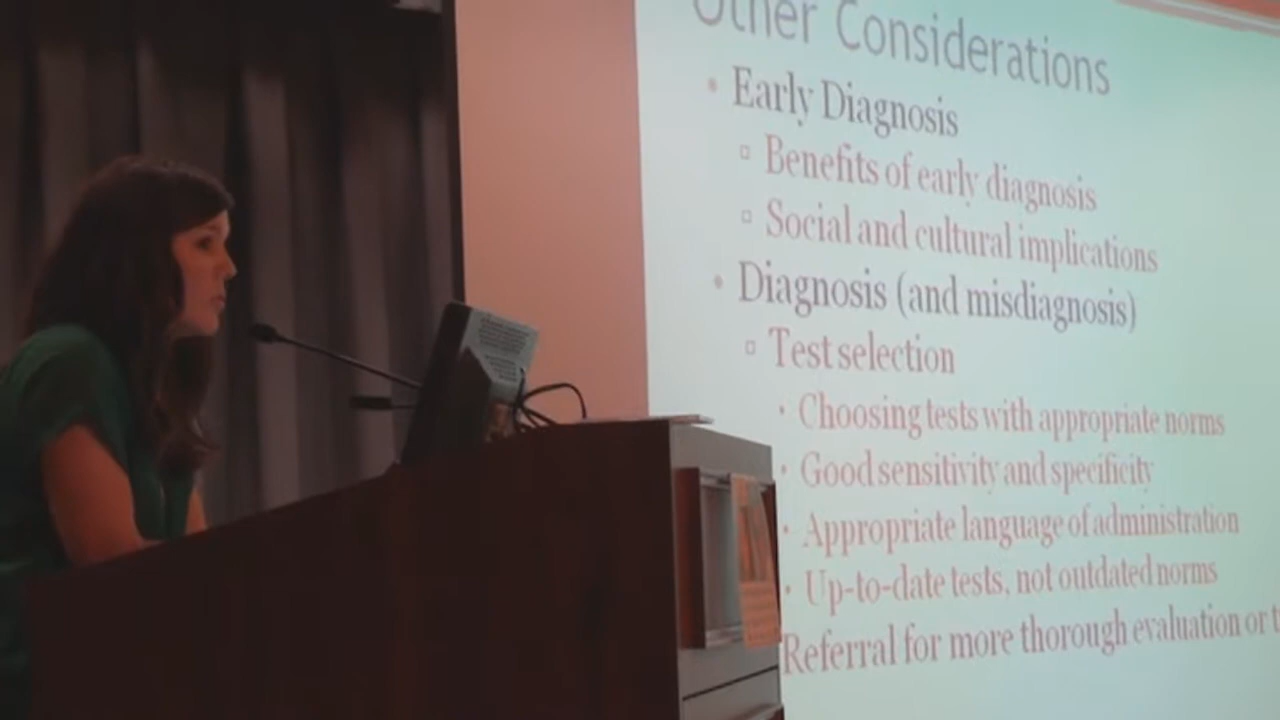 Other Considerations
• Early Diagnosis
▫ Benefits of early diagnosis
▫ Social and cultural implications
• Diagnosis (and misdiagnosis)
▫ Test selection
• Choosing tests with appropriate norms
• Good sensitivity and specificity
• Appropriate language of administration
• Up-to-date tests, not outdated norms
Referral for more thorough evaluation or